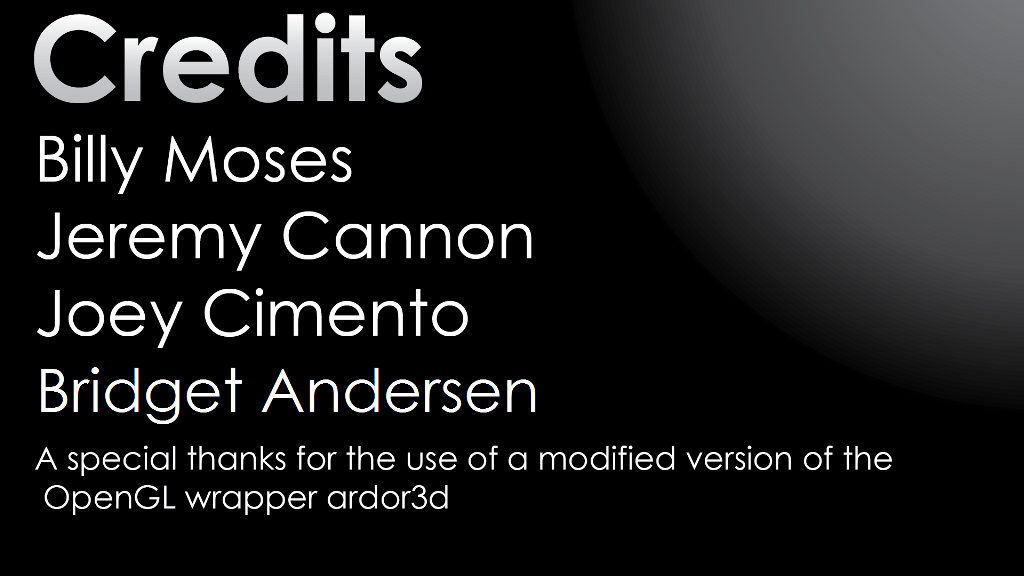 Credits
Billy Moses
Jeremy Cannon
Joey Cimento
Bridget Andersen
A special thanks for the use of a modified version of the
OpenGL wrapper ardor3d